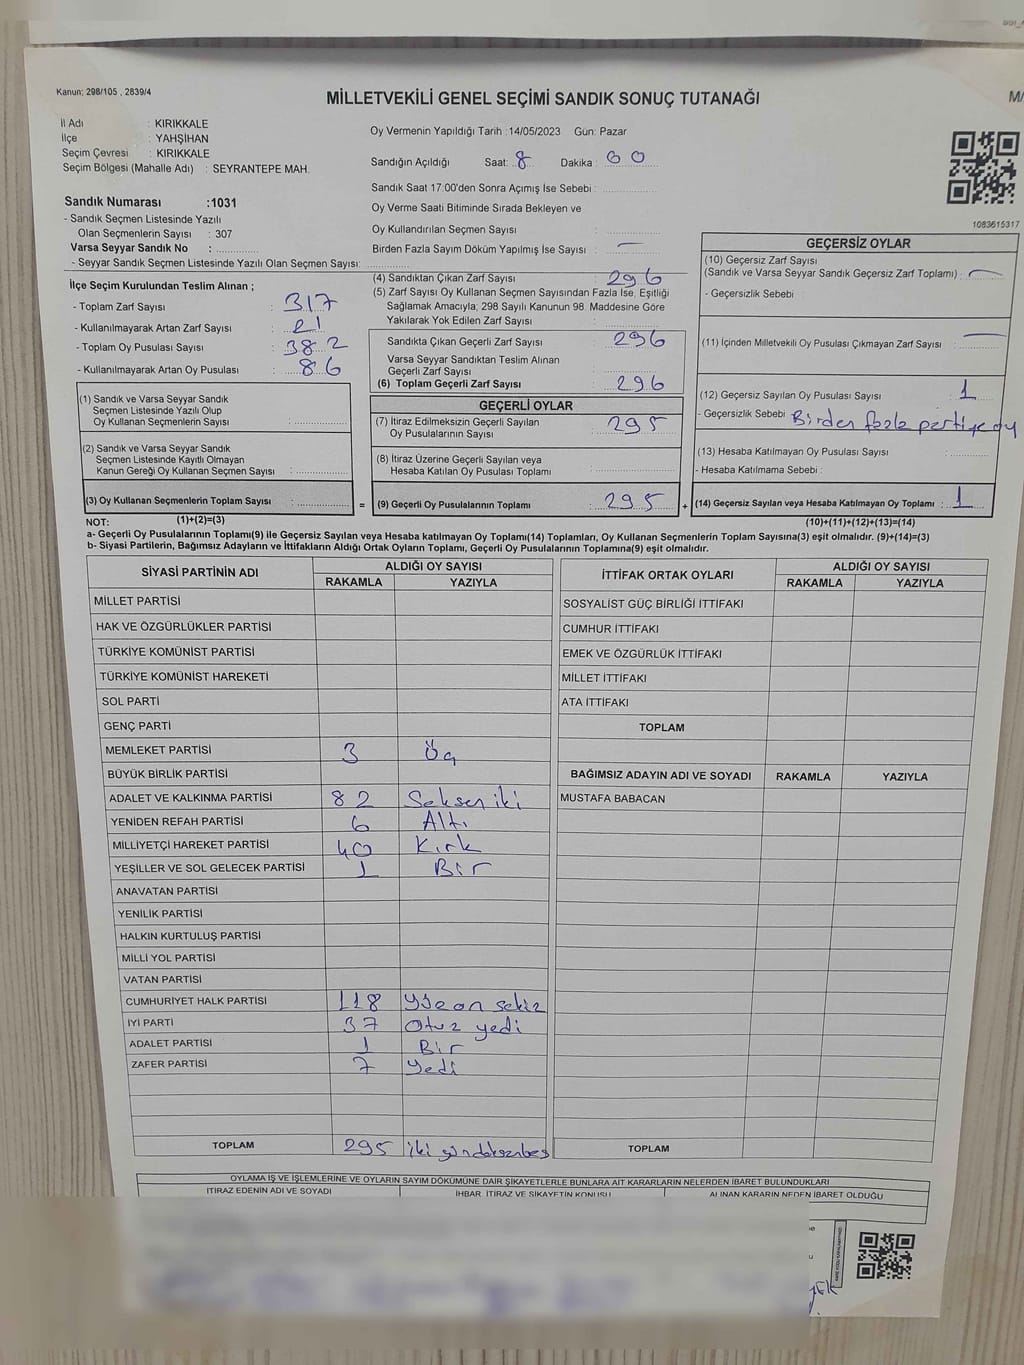 Kanun; 298/105 , 2839/4
MİLLETVEKİLİ GENEL SEÇİMİ SANDIK SONUÇ TUTANAĞI
M/
İl Adı : KIRIKKALE
İlçe : YAHŞİHAN
Seçim Çevresi : KIRIKKALE
Seçim Bölgesi (Mahalle Adı) : SEYRANTEPE MAH.
Sandık Numarası :1031
- Sandık Seçmen Listesinde Yazılı
Olan Seçmenlerin Sayısı : 307
Varsa Seyyar Sandık No :
- Seyyar Sandık Seçmen Listesinde Yazılı Olan Seçmen Sayısı:
Oy Vermenin Yapıldığı Tarih :14/05/2023 Gün: Pazar
Sandığın Açıldığı Saat: 8 Dakika : 00
Sandık Saat 17:00'den Sonra Açımış İse Sebebi :
Oy Verme Saati Bitiminde Sırada Bekleyen ve
Oy Kullandırılan Seçmen Sayısı :
Birden Fazla Sayım Döküm Yapılmış İse Sayısı : —
1083615317
İlçe Seçim Kurulundan Teslim Alınan ;
- Toplam Zarf Sayısı : 317
- Kullanılmayarak Artan Zarf Sayısı : 21
- Toplam Oy Pusulası Sayısı : 382
- Kullanılmayarak Artan Oy Pusulası : 86
(1) Sandık ve Varsa Seyyar Sandık
Seçmen Listesinde Yazılı Olup
Oy Kullanan Seçmenlerin Sayısı :
(2) Sandık ve Varsa Seyyar Sandık
Seçmen Listesinde Kayıtlı Olmayan
Kanun Gereği Oy Kullanan Seçmen Sayısı :
(3) Oy Kullanan Seçmenlerin Toplam Sayısı : =
(1)+(2)=(3)
(4) Sandıktan Çıkan Zarf Sayısı : 296
(5) Zarf Sayısı Oy Kullanan Seçmen Sayısından Fazla İse, Eşitliği
Sağlamak Amacıyla; 298 Sayılı Kanunun 98. Maddesine Göre
Yakılarak Yok Edilen Zarf Sayısı :
Sandıkta Çıkan Geçerli Zarf Sayısı : 296
Varsa Seyyar Sandıktan Teslim Alınan
Geçerli Zarf Sayısı :
(6) Toplam Geçerli Zarf Sayısı : 296
GEÇERLİ OYLAR
(7) İtiraz Edilmeksizin Geçerli Sayılan
Oy Pusulalarının Sayısı : 295
(8) İtiraz Üzerine Geçerli Sayılan veya
Hesaba Katılan Oy Pusulası Toplamı :
(9) Geçerli Oy Pusulalarının Toplamı : 295 +
GEÇERSİZ OYLAR
(10) Geçersiz Zarf Sayısı
(Sandık ve Varsa Seyyar Sandık Geçersiz Zarf Toplamı) : —
- Geçersizlik Sebebi :
(11) İçinden Milletvekili Oy Pusulası Çıkmayan Zarf Sayısı : —
(12) Geçersiz Sayılan Oy Pusulası Sayısı : 1
- Geçersizlik Sebebi : Birden fazla partiye oy
(13) Hesaba Katılmayan Oy Pusulası Sayısı :
- Hesaba Katılmama Sebebi :
(14) Geçersiz Sayılan veya Hesaba Katılmayan Oy Toplamı : 1
(10)+(11)+(12)+(13)=(14)
NOT:
a- Geçerli Oy Pusulalarının Toplamı(9) ile Geçersiz Sayılan veya Hesaba katılmayan Oy Toplamı(14) Toplamları, Oy Kullanan Seçmenlerin Toplam Sayısına(3) eşit olmalıdır. (9)+(14)=(3)
b- Siyasi Partilerin, Bağımsız Adayların ve İttifakların Aldığı Ortak Oyların Toplamı, Geçerli Oy Pusulalarının Toplamına(9) eşit olmalıdır.
SİYASİ PARTİNİN ADI ALDIĞI OY SAYISI
RAKAMLA YAZIYLA
MİLLET PARTİSİ
HAK VE ÖZGÜRLÜKLER PARTİSİ
TÜRKİYE KOMÜNİST PARTİSİ
TÜRKİYE KOMÜNİST HAREKETİ
SOL PARTİ
GENÇ PARTİ
MEMLEKET PARTİSİ 3 Üç
BÜYÜK BİRLİK PARTİSİ
ADALET VE KALKINMA PARTİSİ 82 Seksen iki
YENİDEN REFAH PARTİSİ 6 Altı
MİLLİYETÇİ HAREKET PARTİSİ 40 Kırk
YEŞİLLER VE SOL GELECEK PARTİSİ 1 Bir
ANAVATAN PARTİSİ
YENİLİK PARTİSİ
HALKIN KURTULUŞ PARTİSİ
MİLLİ YOL PARTİSİ
VATAN PARTİSİ
CUMHURİYET HALK PARTİSİ 118 Yüzon sekiz
İYİ PARTİ 37 Otuz yedi
ADALET PARTİSİ 1 Bir
ZAFER PARTİSİ 7 Yedi
TOPLAM 295
İTTİFAK ORTAK OYLARI ALDIĞI OY SAYISI
RAKAMLA YAZIYLA
SOSYALİST GÜÇ BİRLİĞİ İTTİFAKI
CUMHUR İTTİFAKI
EMEK VE ÖZGÜRLÜK İTTİFAKI
MİLLET İTTİFAKI
ATA İTTİFAKI
TOPLAM
BAĞIMSIZ ADAYIN ADI VE SOYADI RAKAMLA YAZIYLA
MUSTAFA BABACAN
TOPLAM
OYLAMA İŞ VE İŞLEMLERİNE VE OYLARIN SAYIM DÖKÜMÜNE DAİR ŞİKAYETLERLE BUNLARA AİT KARARLARIN NELERDEN İBARET BULUNDUKLARI
İTİRAZ EDENİN ADI VE SOYADI İHBAR, İTİRAZ VE ŞİKAYETİN KONUSU ALINAN KARARIN NEDEN İBARET OLDUĞU